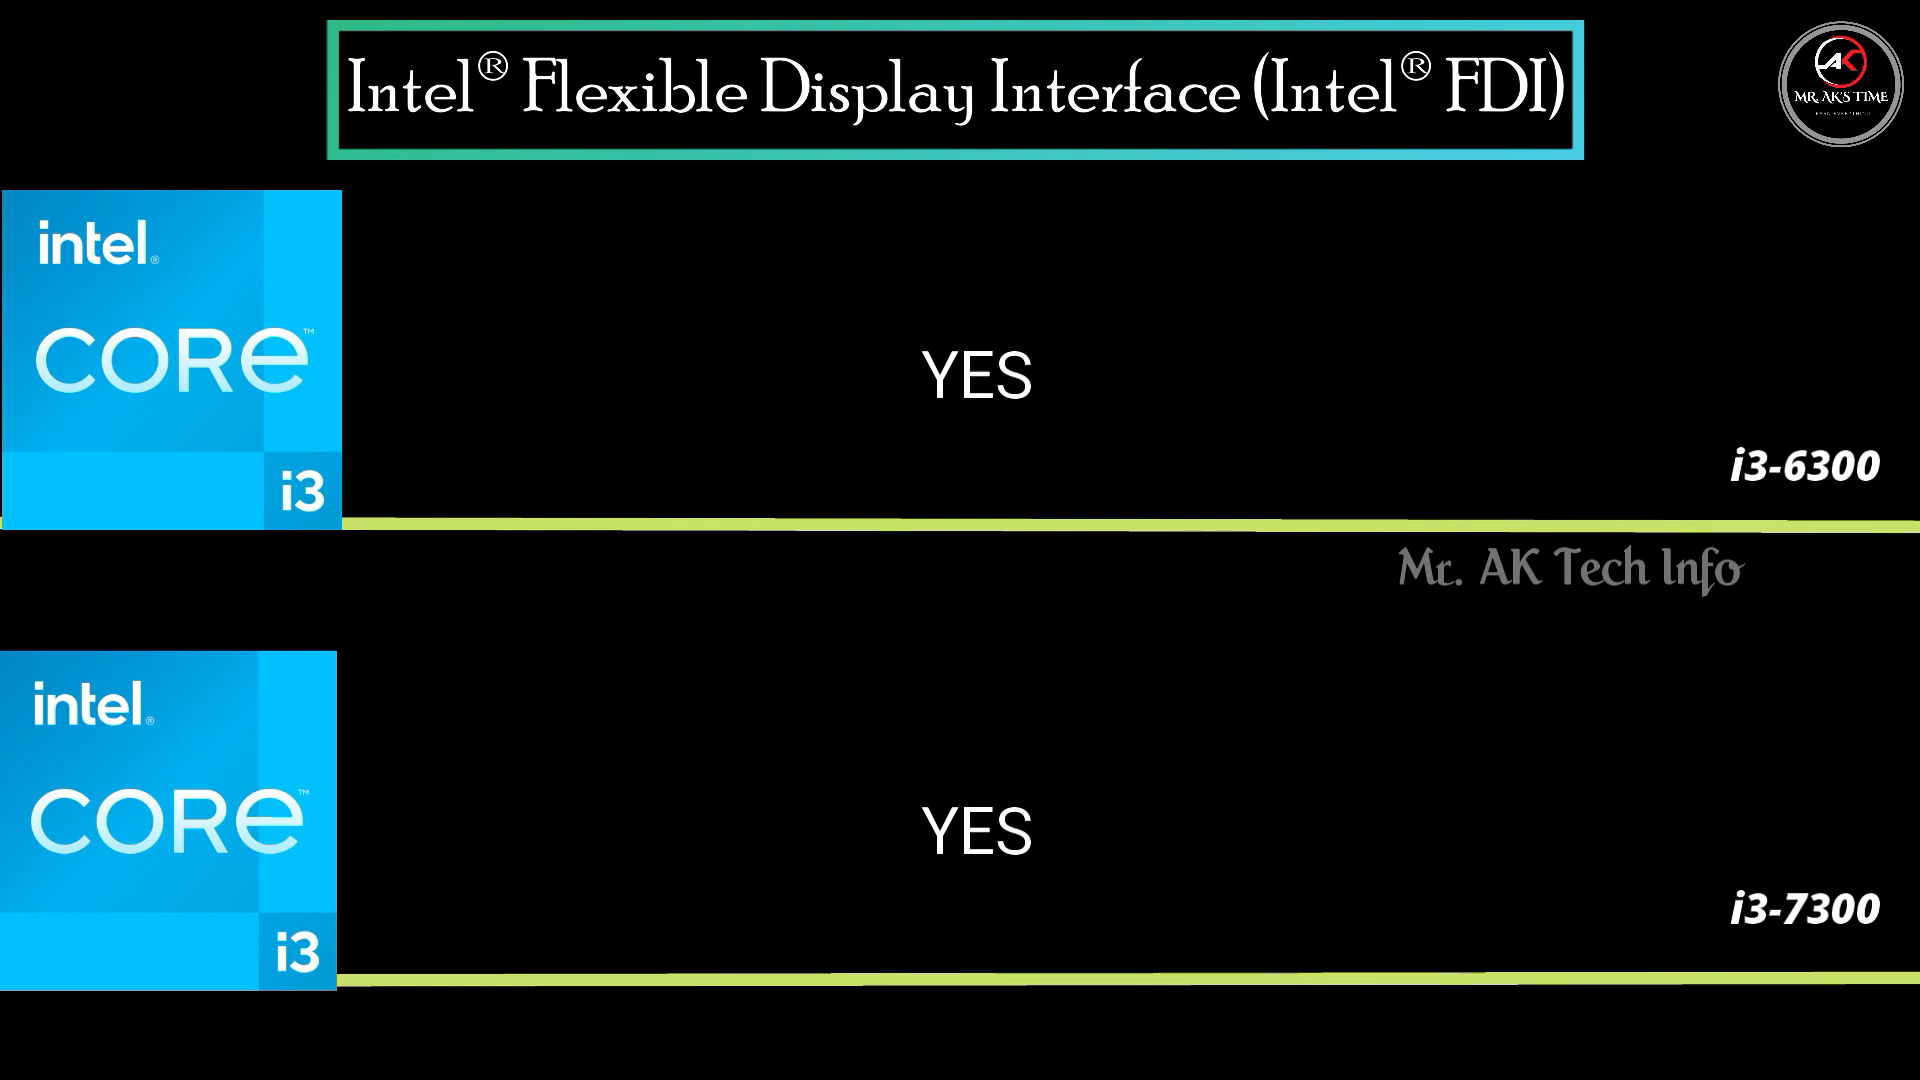 Intel® Flexible Display Interface (Intel® FDI)
MR. AK'S TIME
intel®
CORE™
i3
YES
i3-6300
Mr. AK Tech Info
intel®
CORE™
i3
YES
i3-7300